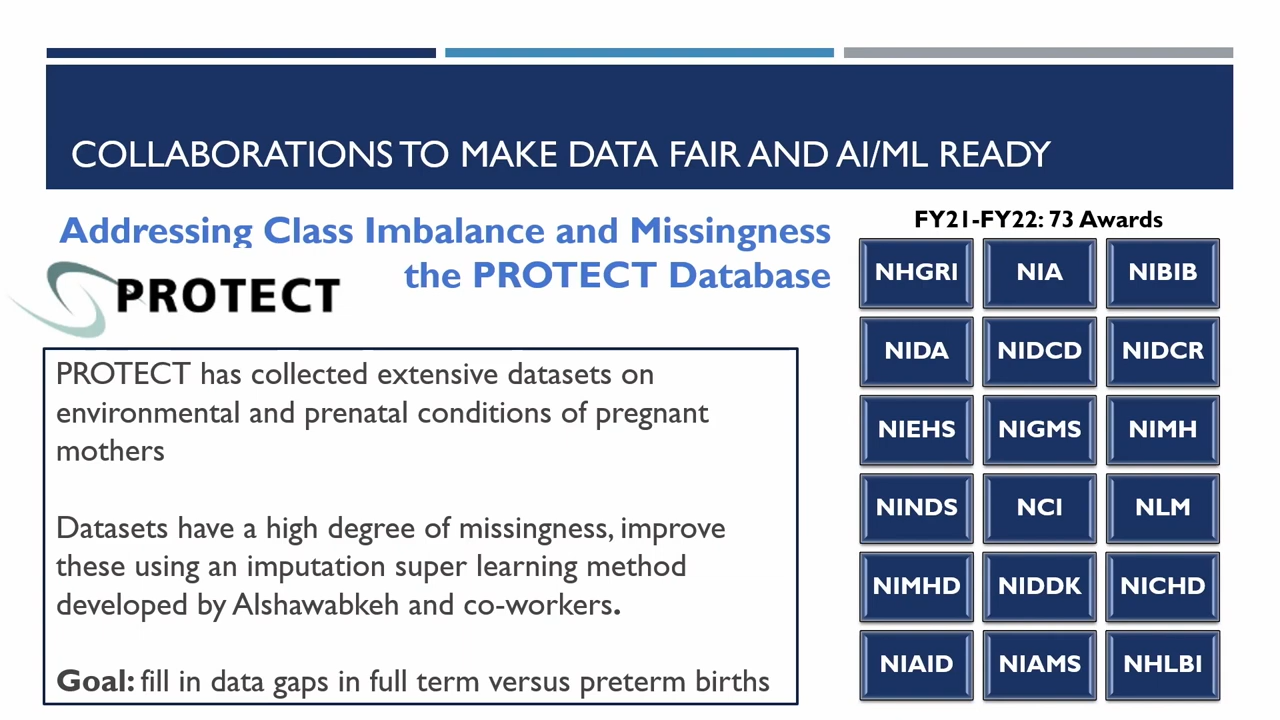 COLLABORATIONS TO MAKE DATA FAIR AND AI/ML READY
Addressing Class Imbalance and Missingness
the PROTECT Database
PROTECT
PROTECT has collected extensive datasets on
environmental and prenatal conditions of pregnant
mothers
Datasets have a high degree of missingness, improve
these using an imputation super learning method
developed by Alshawabkeh and co-workers.
Goal: fill in data gaps in full term versus preterm births
FY21-FY22: 73 Awards
NHGRI NIA NIBIB
NIDA NIDCD NIDCR
NIEHS NIGMS NIMH
NINDS NCI NLM
NIMHD NIDDK NICHD
NIAID NIAMS NHLBI